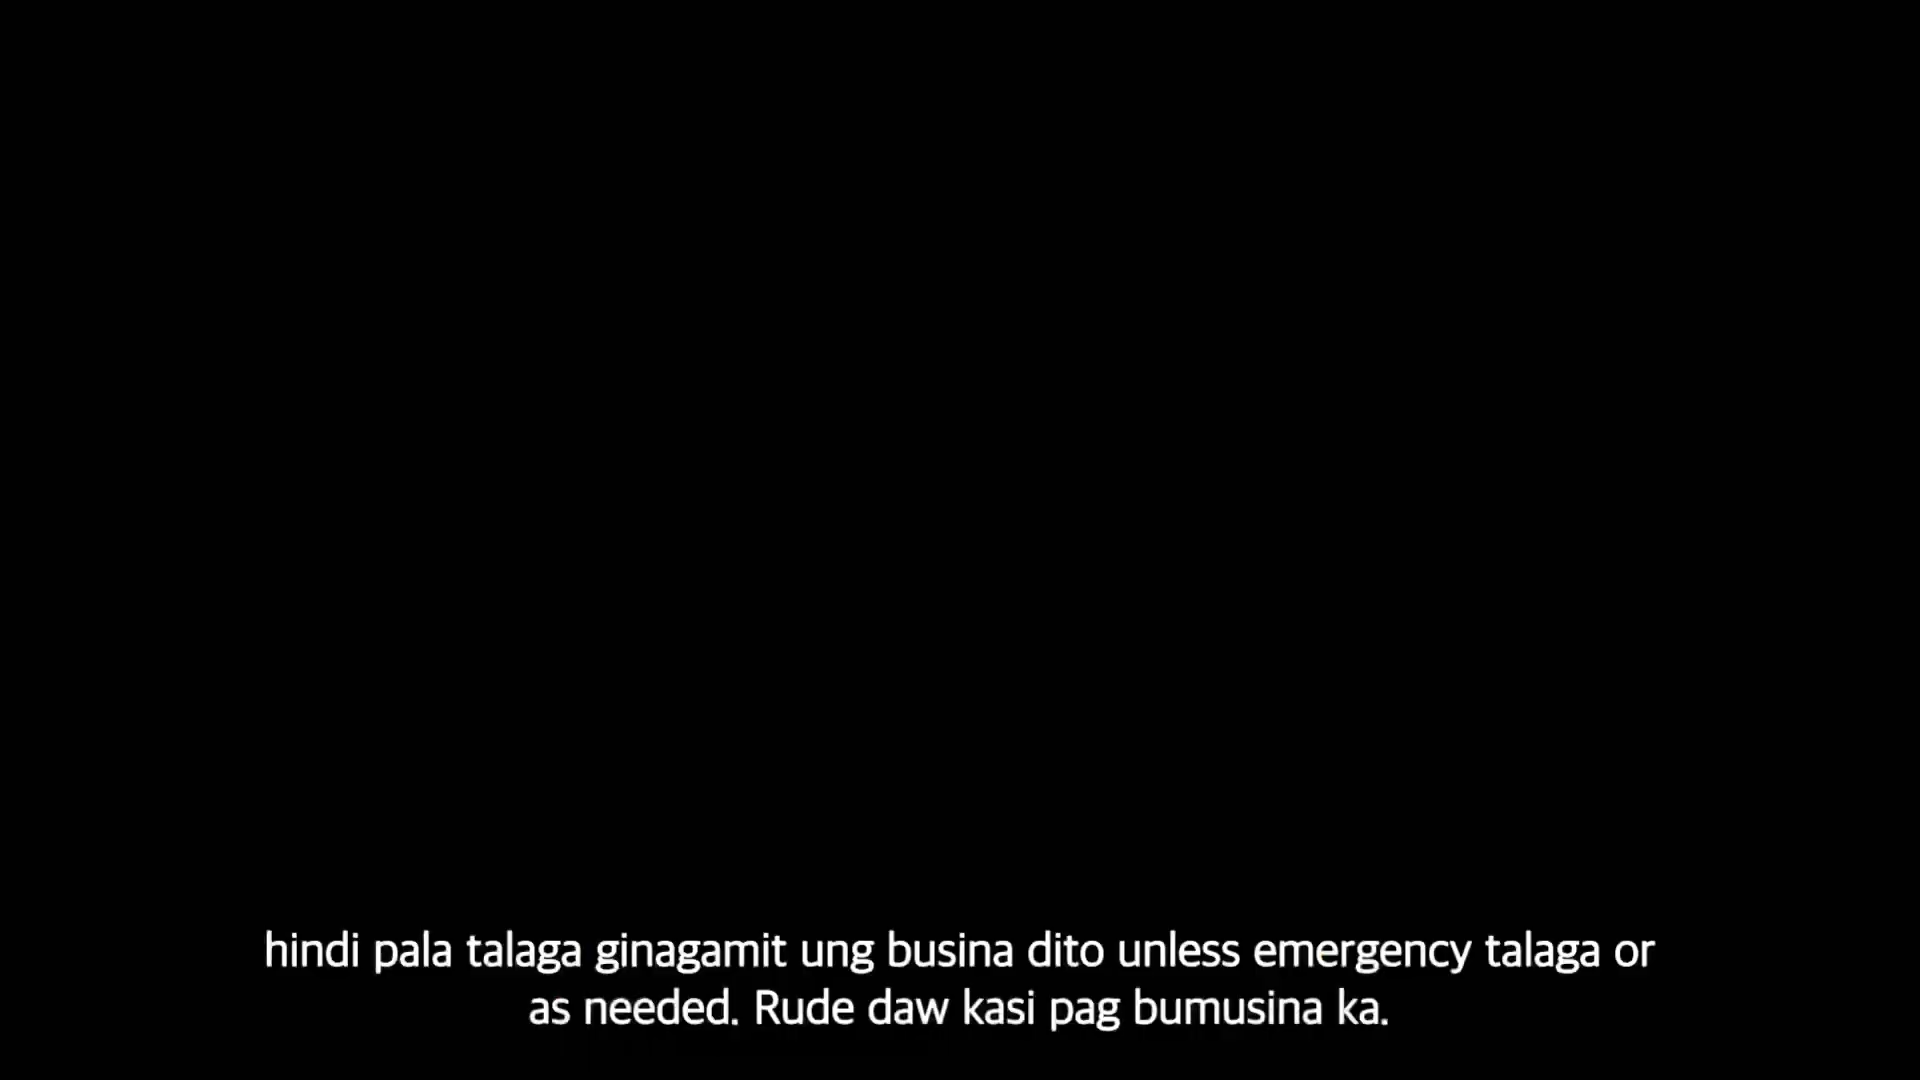 hindi pala talaga ginagamit ung busina dito unless emergency talaga or
as needed. Rude daw kasi pag bumusina ka.